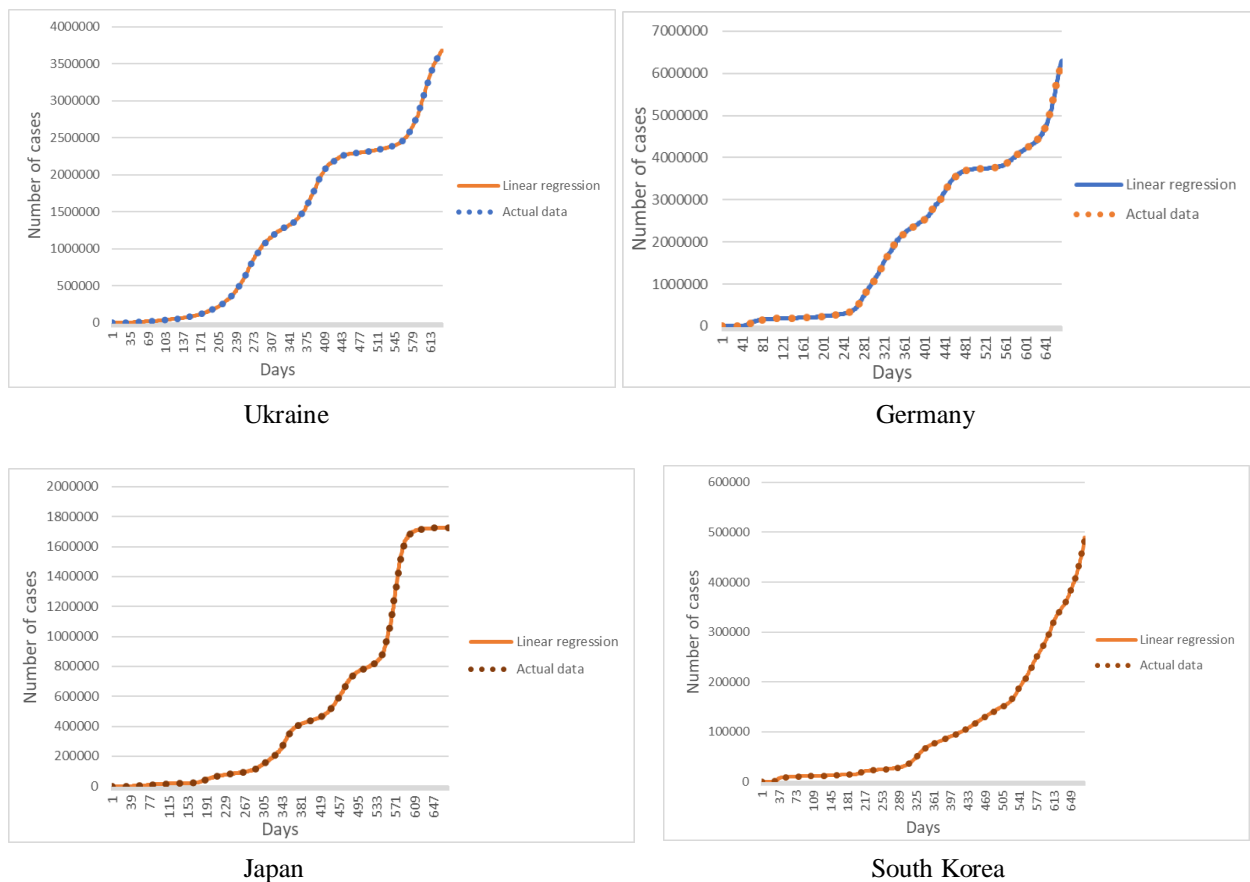 4000000
3500000
3000000
2500000
2000000
1500000
1000000
500000
0
Number of cases
1 35 69 103 137 171 205 239 273 307 341 375 409 443 477 511 545 579 613
Days
Linear regression
Actual data
Ukraine
7000000
6000000
5000000
4000000
3000000
2000000
1000000
0
Number of cases
1 41 81 121 161 201 241 281 321 361 401 441 481 521 561 601 641
Days
Linear regression
Actual data
Germany
2000000
1800000
1600000
1400000
1200000
1000000
800000
600000
400000
200000
0
Number of cases
1 39 77 115 153 191 229 267 305 343 381 419 457 495 533 571 609 647
Days
Linear regression
Actual data
Japan
600000
500000
400000
300000
200000
100000
0
Number of cases
1 37 73 109 145 181 217 253 289 325 361 397 433 469 505 541 577 613 649
Days
Linear regression
Actual data
South Korea